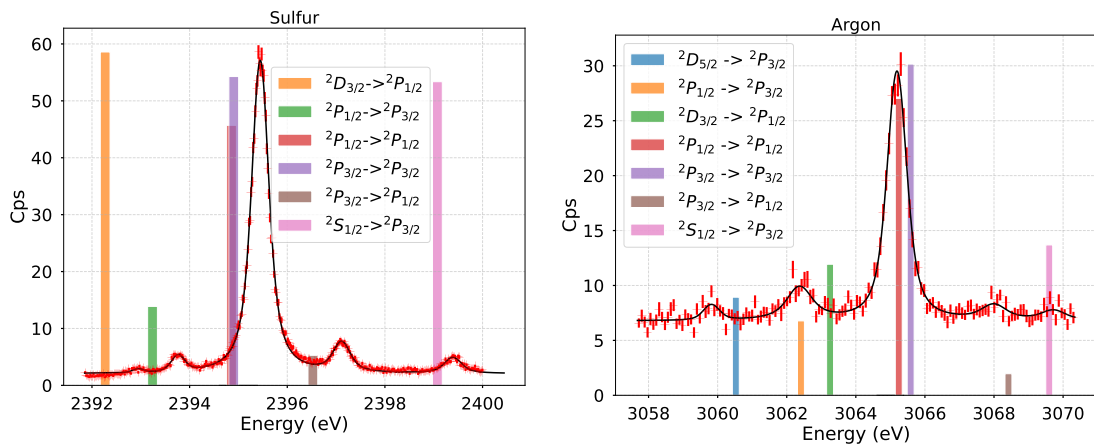 Sulfur
60
50
40
30
20
10
0
Cps
2392
2394
2396
2398
2400
Energy (eV)
²D₃/₂->²P₁/₂
²P₁/₂->²P₃/₂
²P₁/₂->²P₁/₂
²P₃/₂->²P₃/₂
²P₃/₂->²P₁/₂
²S₁/₂->²P₃/₂
Argon
30
25
20
15
10
5
0
Cps
3058
3060
3062
3064
3066
3068
3070
Energy (eV)
²D₅/₂ -> ²P₃/₂
²P₁/₂ -> ²P₃/₂
²D₃/₂ -> ²P₁/₂
²P₁/₂ -> ²P₁/₂
²P₃/₂ -> ²P₃/₂
²P₃/₂ -> ²P₁/₂
²S₁/₂ -> ²P₃/₂